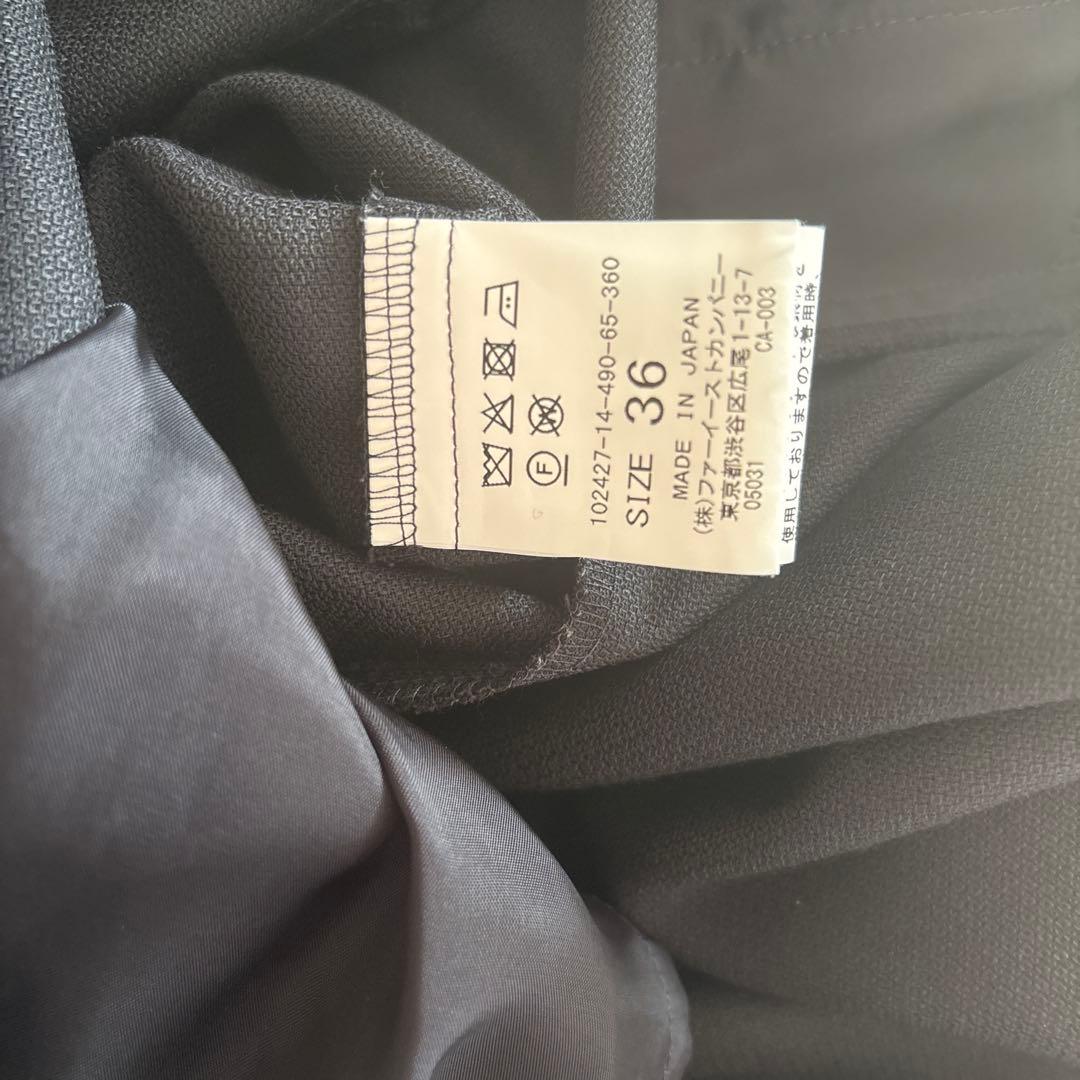 F
W
102427-14-490-65-360
SIZE 36
MADE IN JAPAN
(株)ファーイーストカンパニー
東京都渋谷区広尾1-13-7
05031 CA-003
使用しておりますので着用時、